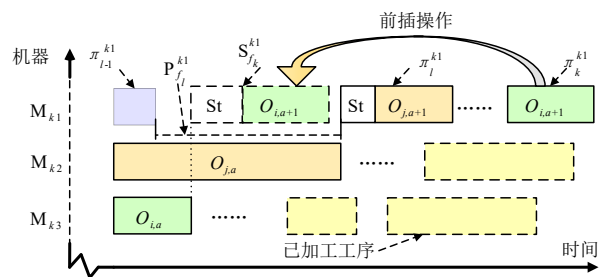 前插操作
机器
π_{l-1}^{k1}
P_{f_l}^{k1}
S_{f_k}^{k1}
π_l^{k1}
π_k^{k1}
M_{k1} St O_{i,a+1} St O_{j,a+1} …… O_{i,a+1}
M_{k2} O_{j,a} ……
M_{k3} O_{i,a} ……
已加工工序
时间